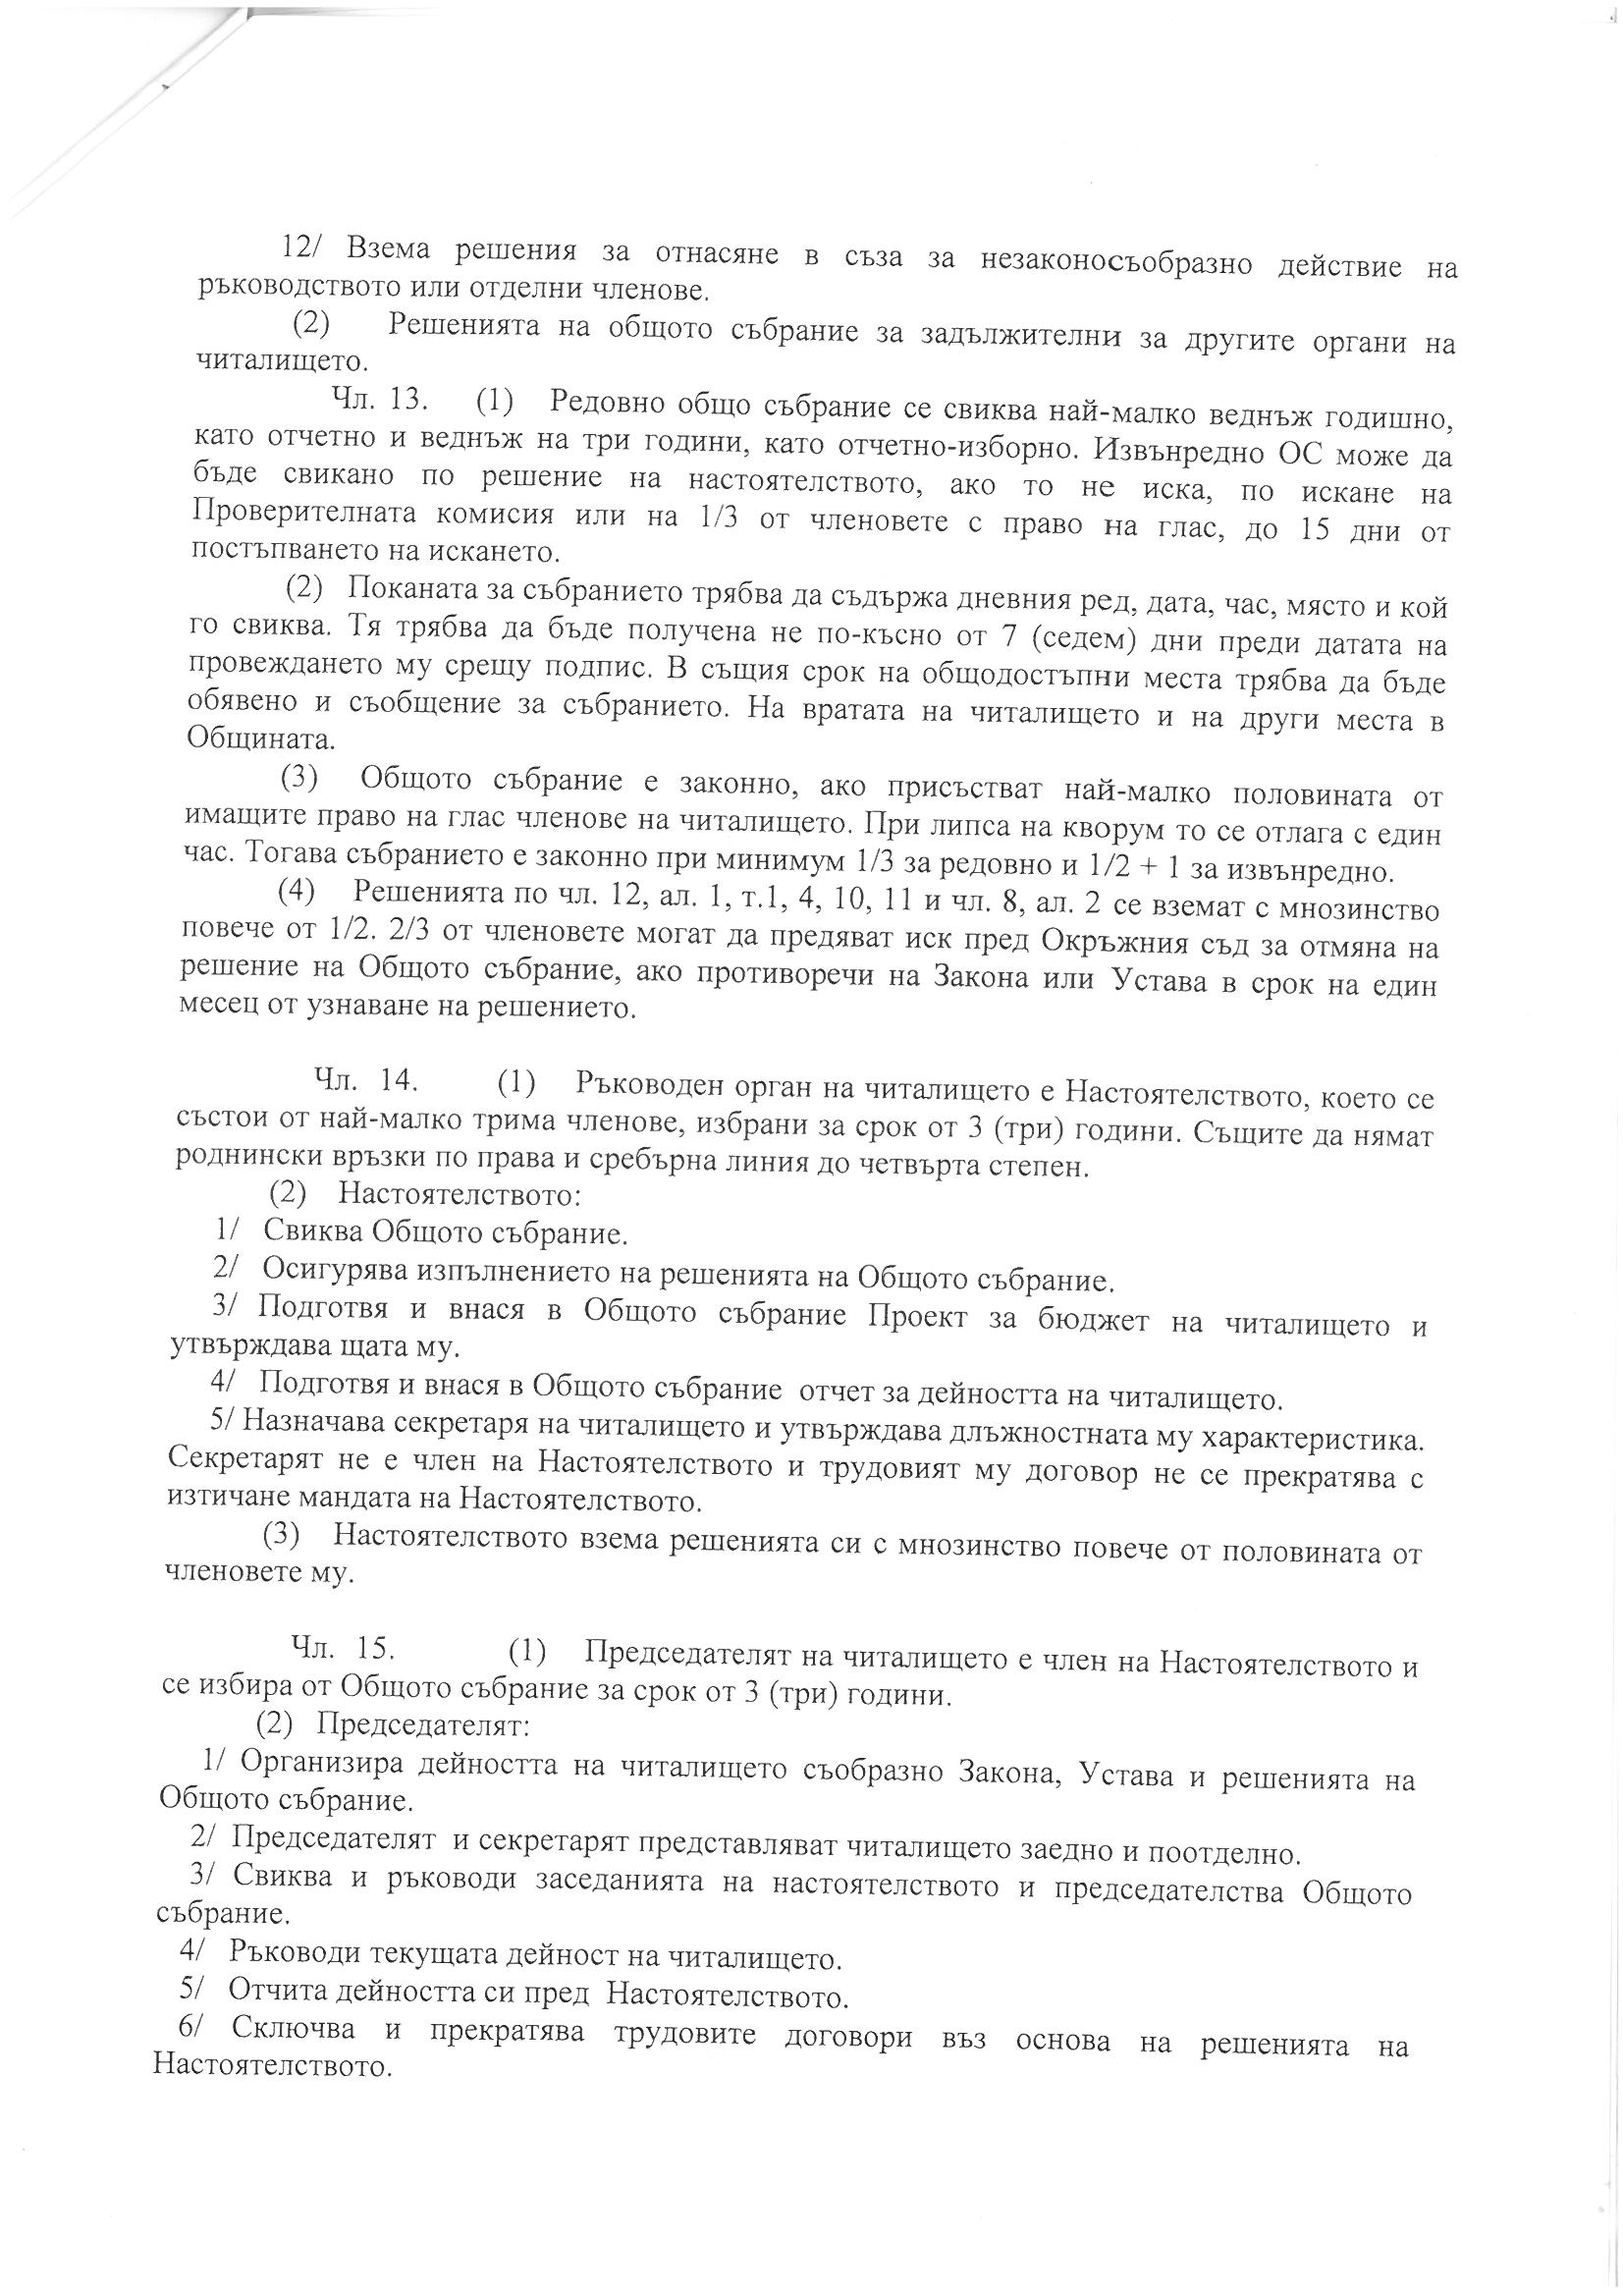 12/ Взема решения за отнасяне в съза за незаконосъобразно действие на
ръководството или отделни членове.
(2) Решенията на общото събрание за задължителни за другите органи на
читалището.
Чл. 13. (1) Редовно общо събрание се свиква най-малко веднъж годишно,
като отчетно и веднъж на три години, като отчетно-изборно. Извънредно ОС може да
бъде свикано по решение на настоятелството, ако то не иска, по искане на
Проверителната комисия или на 1/3 от членовете с право на глас, до 15 дни от
постъпването на искането.
(2) Поканата за събранието трябва да съдържа дневния ред, дата, час, място и кой
го свиква. Тя трябва да бъде получена не по-късно от 7 (седем) дни преди датата на
провеждането му срещу подпис. В същия срок на общодостъпни места трябва да бъде
обявено и съобщение за събранието. На вратата на читалището и на други места в
Общината.
(3) Общото събрание е законно, ако присъстват най-малко половината от
имащите право на глас членове на читалището. При липса на кворум то се отлага с един
час. Тогава събранието е законно при минимум 1/3 за редовно и 1/2 + 1 за извънредно.
(4) Решенията по чл. 12, ал. 1, т.1, 4, 10, 11 и чл. 8, ал. 2 се вземат с мнозинство
повече от 1/2. 2/3 от членовете могат да предяват иск пред Окръжния съд за отмяна на
решение на Общото събрание, ако противоречи на Закона или Устава в срок на един
месец от узнаване на решението.
Чл. 14. (1) Ръководен орган на читалището е Настоятелството, което се
състои от най-малко трима членове, избрани за срок от 3 (три) години. Същите да нямат
роднински връзки по права и сребърна линия до четвърта степен.
(2) Настоятелството:
1/ Свиква Общото събрание.
2/ Осигурява изпълнението на решенията на Общото събрание.
3/ Подготвя и внася в Общото събрание Проект за бюджет на читалището и
утвърждава щата му.
4/ Подготвя и внася в Общото събрание отчет за дейността на читалището.
5/ Назначава секретаря на читалището и утвърждава длъжностната му характеристика.
Секретарят не е член на Настоятелството и трудовият му договор не се прекратява с
изтичане мандата на Настоятелството.
(3) Настоятелството взема решенията си с мнозинство повече от половината от
членовете му.
Чл. 15. (1) Председателят на читалището е член на Настоятелството и
се избира от Общото събрание за срок от 3 (три) години.
(2) Председателят:
1/ Организира дейността на читалището съобразно Закона, Устава и решенията на
Общото събрание.
2/ Председателят и секретарят представляват читалището заедно и поотделно.
3/ Свиква и ръководи заседанията на настоятелството и председателства Общото
събрание.
4/ Ръководи текущата дейност на читалището.
5/ Отчита дейността си пред Настоятелството.
6/ Сключва и прекратява трудовите договори въз основа на решенията на
Настоятелството.